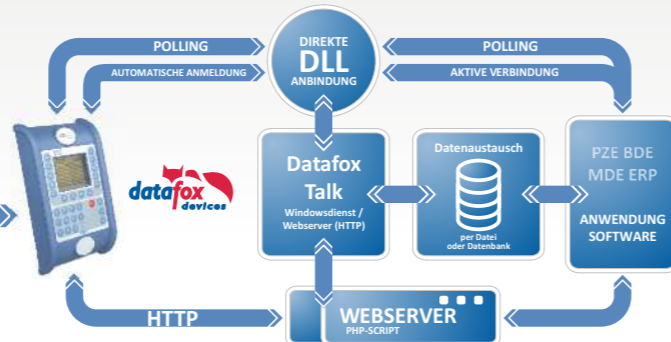 POLLING
DIREKTE
DLL
ANBINDUNG
POLLING
AUTOMATISCHE ANMELDUNG
AKTIVE VERBINDUNG
datafox
devices
Datafox
Talk
Windowsdienst /
Webserver (HTTP)
Datenaustausch
per Datei
oder Datenbank
PZE BDE
MDE ERP
ANWENDUNG
SOFTWARE
HTTP
WEBSERVER
PHP-SCRIPT